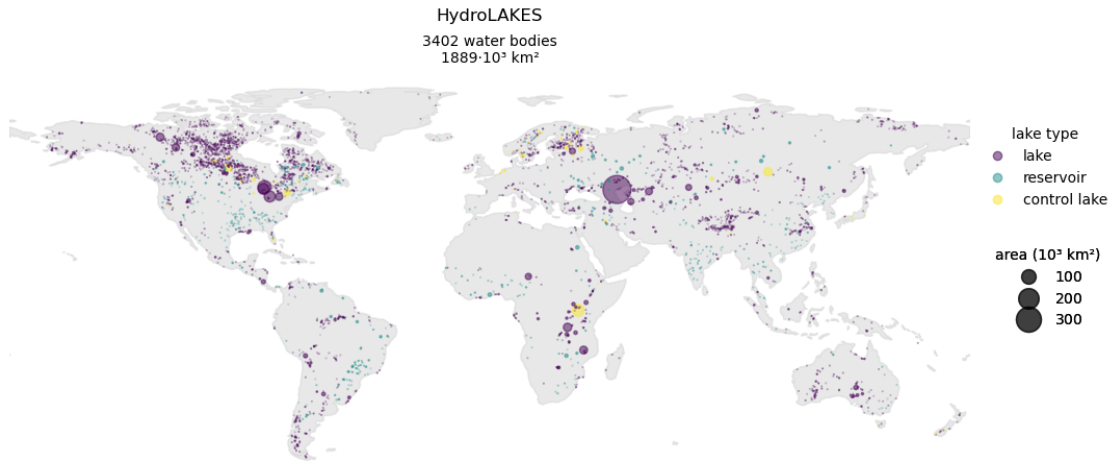 HydroLAKES
3402 water bodies
1889·10³ km²
lake type
lake
reservoir
control lake
area (10³ km²)
100
200
300